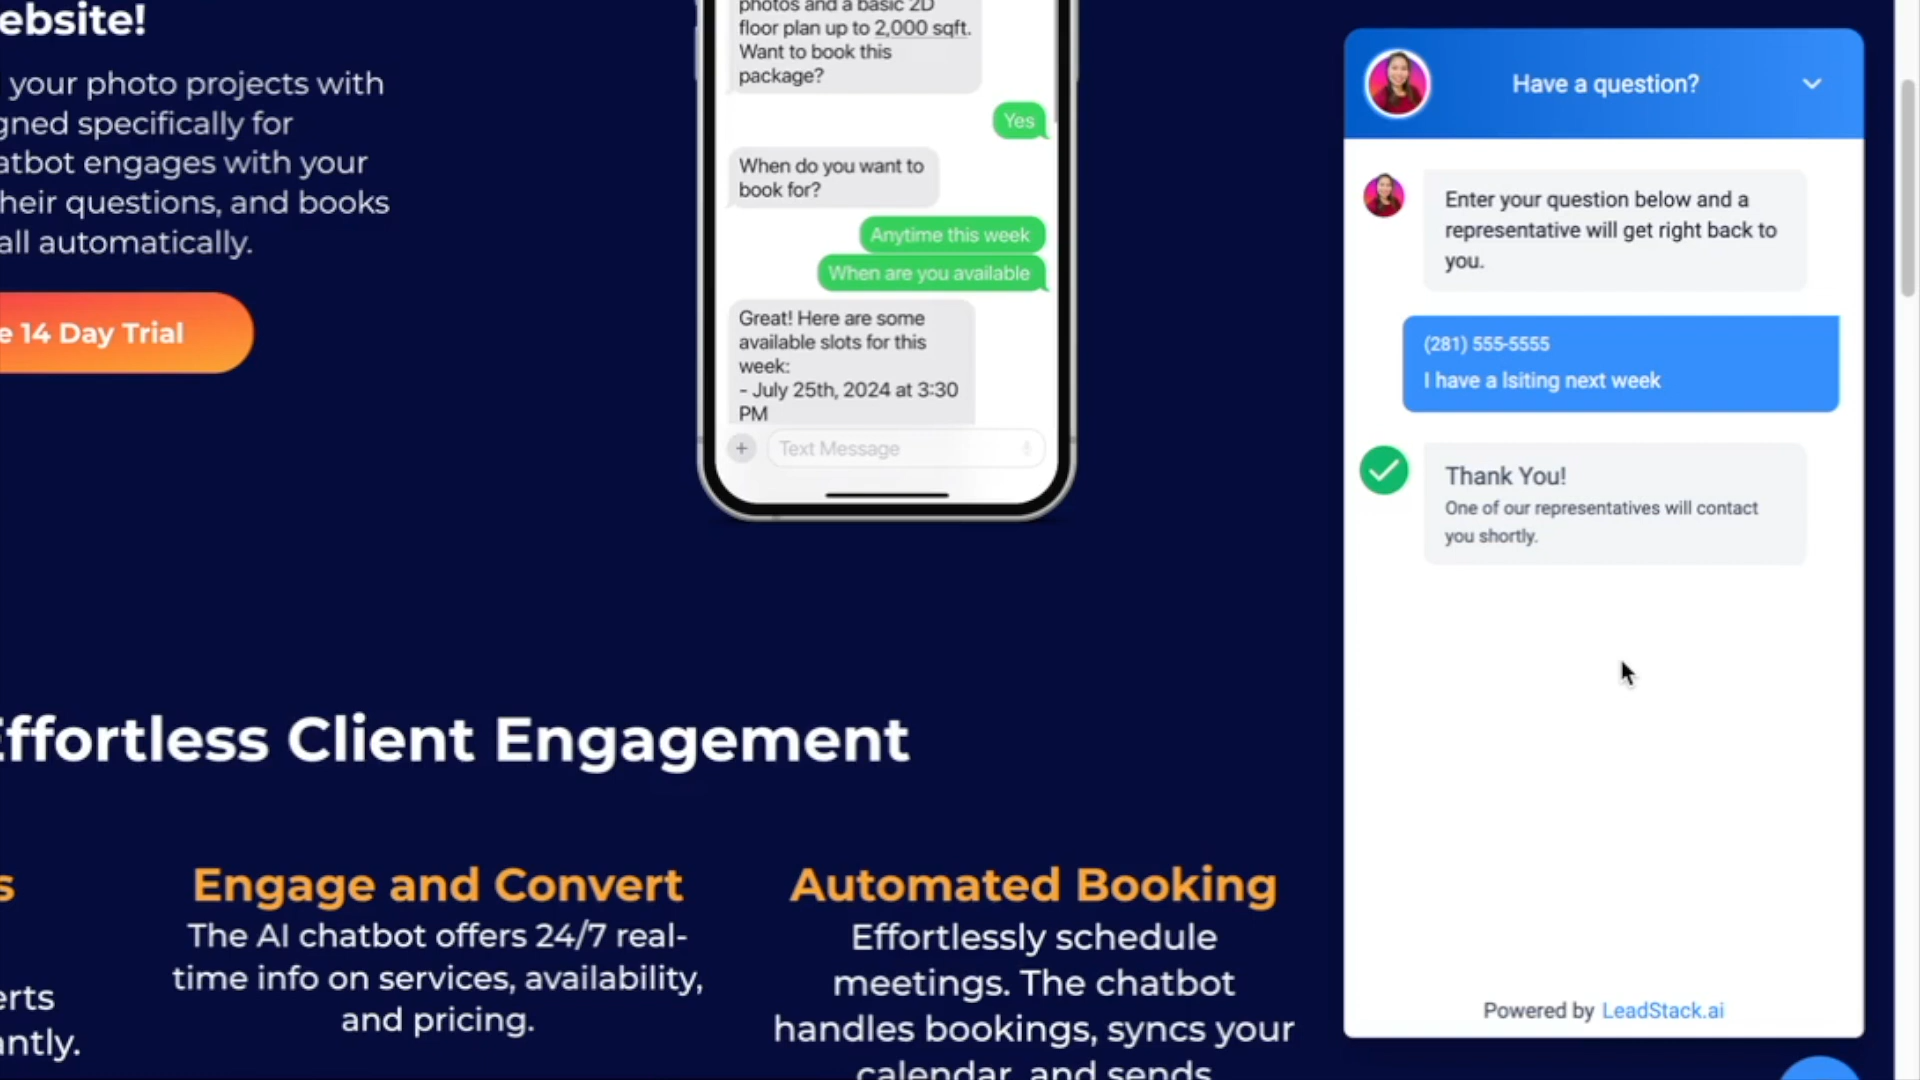 ebsite!
your photo projects with
gned specifically for
atbot engages with your
heir questions, and books
all automatically.
e 14 Day Trial
photos and a basic 2D
floor plan up to 2,000 sqft.
Want to book this
package?
Yes
When do you want to
book for?
Anytime this week
When are you available
Great! Here are some
available slots for this
week:
- July 25th, 2024 at 3:30
PM
+ Text Message
Have a question?
Enter your question below and a
representative will get right back to
you.
(281) 555-5555
I have a lsiting next week
Thank You!
One of our representatives will contact
you shortly.
Powered by LeadStack.ai
Effortless Client Engagement
s
erts
antly.
Engage and Convert
The AI chatbot offers 24/7 real-
time info on services, availability,
and pricing.
Automated Booking
Effortlessly schedule
meetings. The chatbot
handles bookings, syncs your
calendar, and sends